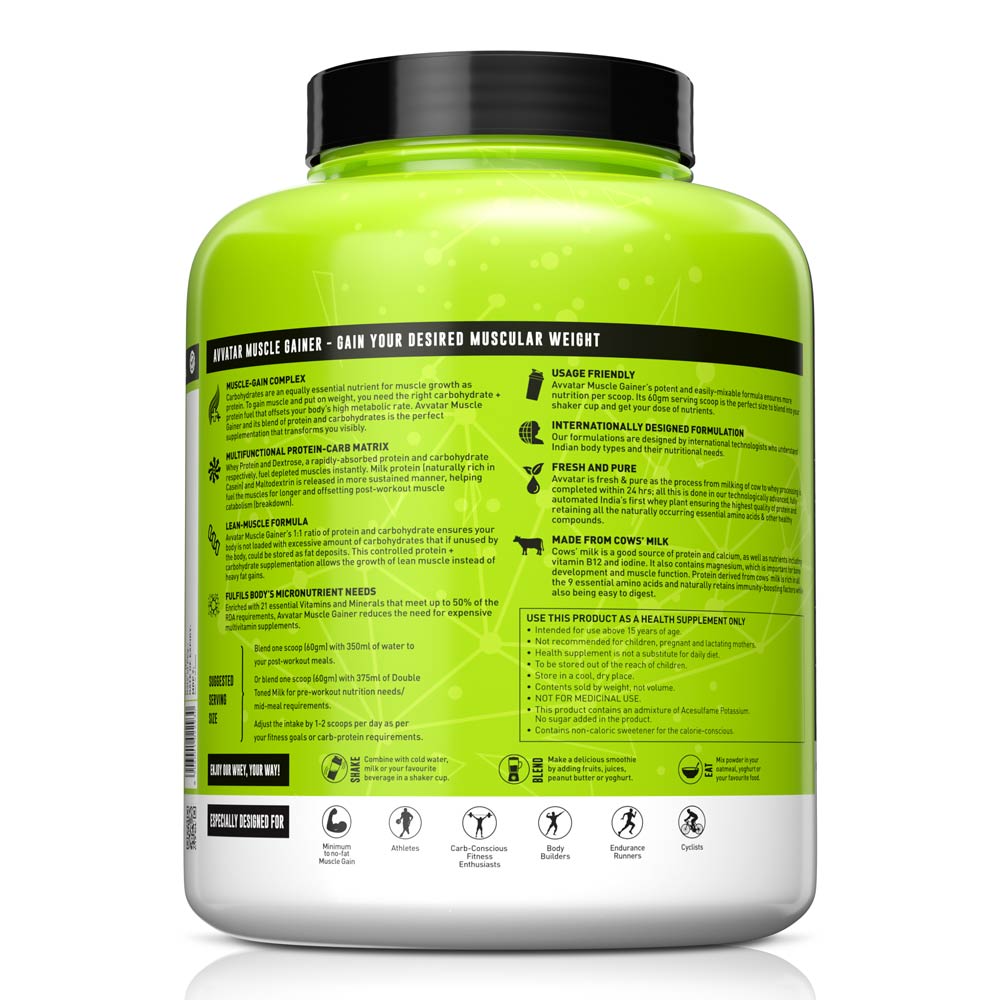 AVVATAR MUSCLE GAINER - GAIN YOUR DESIRED MUSCULAR WEIGHT
MUSCLE-GAIN COMPLEX
Carbohydrates are an equally essential nutrient for muscle growth as
protein. To gain muscle and put on weight, you need the right carbohydrate +
protein fuel that offsets your body's high metabolic rate. Avvatar Muscle
Gainer and its blend of protein and carbohydrates is the perfect
supplementation that transforms you visibly.
MULTIFUNCTIONAL PROTEIN-CARB MATRIX
Whey Protein and Dextrose, a rapidly-absorbed protein and carbohydrate
respectively, fuel depleted muscles instantly. Milk protein (naturally rich in
Casein) and Maltodextrin is released in more sustained manner, helping
fuel the muscles for longer and offsetting post-workout muscle
catabolism (breakdown).
LEAN-MUSCLE FORMULA
Avvatar Muscle Gainer's 1:1 ratio of protein and carbohydrate ensures your
body is not loaded with excessive amount of carbohydrates that if unused by
the body, could be stored as fat deposits. This controlled protein +
carbohydrate supplementation allows the growth of lean muscle instead of
heavy fat gains.
FULFILS BODY'S MICRONUTRIENT NEEDS
Enriched with 21 essential Vitamins and Minerals that meet up to 50% of the
RDA requirements, Avvatar Muscle Gainer reduces the need for expensive
multivitamin supplements.
SUGGESTED
SERVING
SIZE
Blend one scoop (60gm) with 350ml of water to
your post-workout meals.
Or blend one scoop (60gm) with 375ml of Double
Toned Milk for pre-workout nutrition needs/
mid-meal requirements.
Adjust the intake by 1-2 scoops per day as per
your fitness goals or carb-protein requirements.
USAGE FRIENDLY
Avvatar Muscle Gainer's potent and easily-mixable formula ensures more
nutrition per scoop. Its 60gm serving scoop is the perfect size to blend into your
shaker cup and get your dose of nutrients.
INTERNATIONALLY DESIGNED FORMULATION
Our formulations are designed by international technologists who understand
Indian body types and their nutritional needs.
FRESH AND PURE
Avvatar is fresh & pure as the process from milking of cow to whey processing is
completed within 24 hrs; all this is done in our technologically advanced, fully
automated India's first whey plant ensuring the highest quality of protein and
retaining all the naturally occurring essential amino acids & other healthy
compounds.
MADE FROM COWS' MILK
Cows' milk is a good source of protein and calcium, as well as nutrients including
vitamin B12 and iodine. It also contains magnesium, which is important for bone
development and muscle function. Protein derived from cows' milk is rich in all
the 9 essential amino acids and naturally retains immunity-boosting factors while
also being easy to digest.
USE THIS PRODUCT AS A HEALTH SUPPLEMENT ONLY
• Intended for use above 15 years of age.
• Not recommended for children, pregnant and lactating mothers.
• Health supplement is not a substitute for daily diet.
• To be stored out of the reach of children.
• Store in a cool, dry place.
• Contents sold by weight, not volume.
• NOT FOR MEDICINAL USE.
• This product contains an admixture of Acesulfame Potassium.
No sugar added in the product.
• Contains non-caloric sweetener for the calorie-conscious.
ENJOY OUR WHEY, YOUR WAY!
SHAKE
Combine with cold water,
milk or your favourite
beverage in a shaker cup.
BLEND
Make a delicious smoothie
by adding fruits, juices,
peanut butter or yoghurt.
EAT
Mix powder in your
oatmeal, yoghurt or
your favourite food.
ESPECIALLY DESIGNED FOR
Minimum
to no-fat
Muscle Gain
Athletes
Carb-Conscious
Fitness
Enthusiasts
Body
Builders
Endurance
Runners
Cyclists